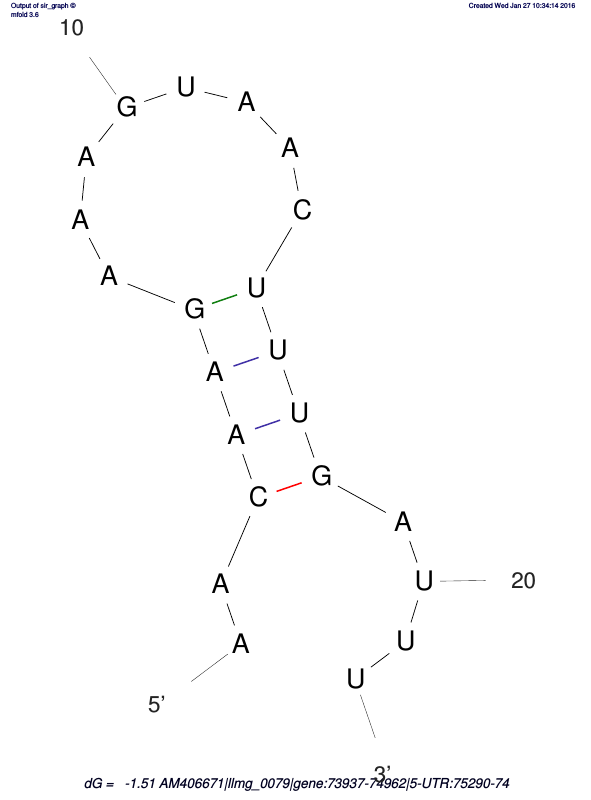 Output of sir_graph ©
mfold 3.6
Created Wed Jan 27 10:34:14 2016
10
G U A
A A
A C
A U
G U
A U
A G
C A
A U 20
A U
U
5'
3'
dG = -1.51 AM406671|llmg_0079|gene:73937-74962|5-UTR:75290-74